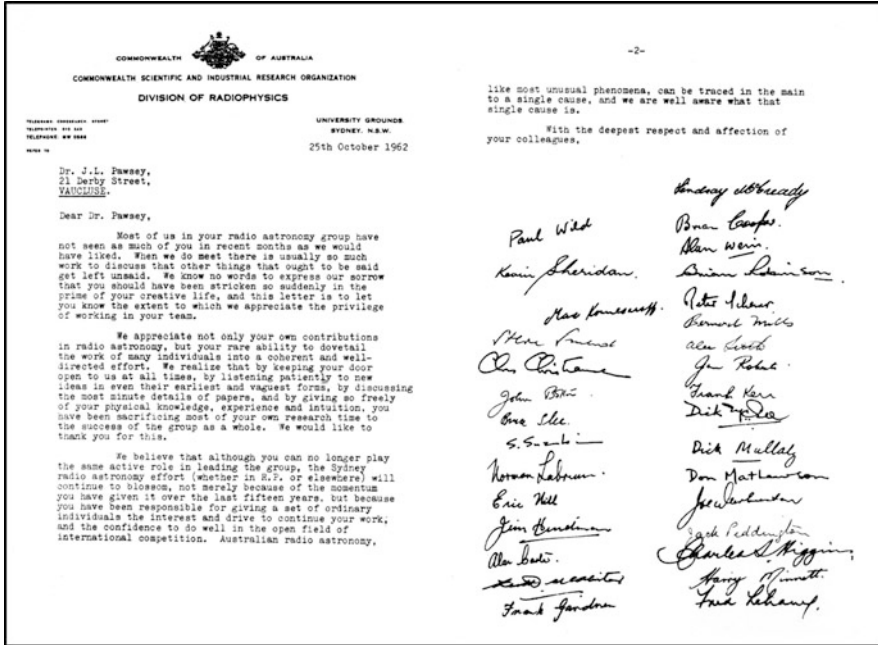 COMMONWEALTH OF AUSTRALIA
COMMONWEALTH SCIENTIFIC AND INDUSTRIAL RESEARCH ORGANIZATION
DIVISION OF RADIOPHYSICS
UNIVERSITY GROUNDS
SYDNEY, N.S.W.
25th October 1962
Dr. J.L. Pawsey,
21 Derby Street,
VAUCLUSE.
Dear Dr. Pawsey,
Most of us in your radio astronomy group have
not seen as much of you in recent months as we would
have liked. When we do meet there is usually so much
work to discuss that other things that ought to be said
get left unsaid. We know no words to express our sorrow
that you should have been stricken so suddenly in the
prime of your creative life, and this letter is to let
you know the extent to which we appreciate the privilege
of working in your team.
We appreciate not only your own contributions
in radio astronomy, but your rare ability to dovetail
the work of many individuals into a coherent and well-
directed effort. We realize that by keeping your door
open to us at all times, by listening patiently to new
ideas in even their earliest and vaguest forms, by discussing
the most minute details of papers, and by giving so freely
of your physical knowledge, experience and intuition, you
have been sacrificing most of your own research time to
the success of the group as a whole. We would like to
thank you for this.
We believe that although you can no longer play
the same active role in leading the group, the Sydney
radio astronomy effort (whether in R.P. or elsewhere) will
continue to blossom, not merely because of the momentum
you have given it over the last fifteen years, but because
you have been responsible for giving a set of ordinary
individuals the interest and drive to continue your work,
and the confidence to do well in the open field of
international competition. Australian radio astronomy,
-2-
like most unusual phenomena, can be traced in the main
to a single cause, and we are well aware what that
single cause is.
With the deepest respect and affection of
your colleagues,
Lindsay McCready
Paul Wild
Brian Cooper.
Kevin Sheridan.
Brian Robinson
Bernard Mills
John Bolton
Frank Kerr
Bruce Slee
Dick McGee
S. Suzuki
Dick Mullaly
Norman Labrum
Don Mathewson
Eric Hill
Jim Hindman
Jack Piddington
Charles S. Higgins
Harry Minnett.
Frank Gardner
Fred Lehany.